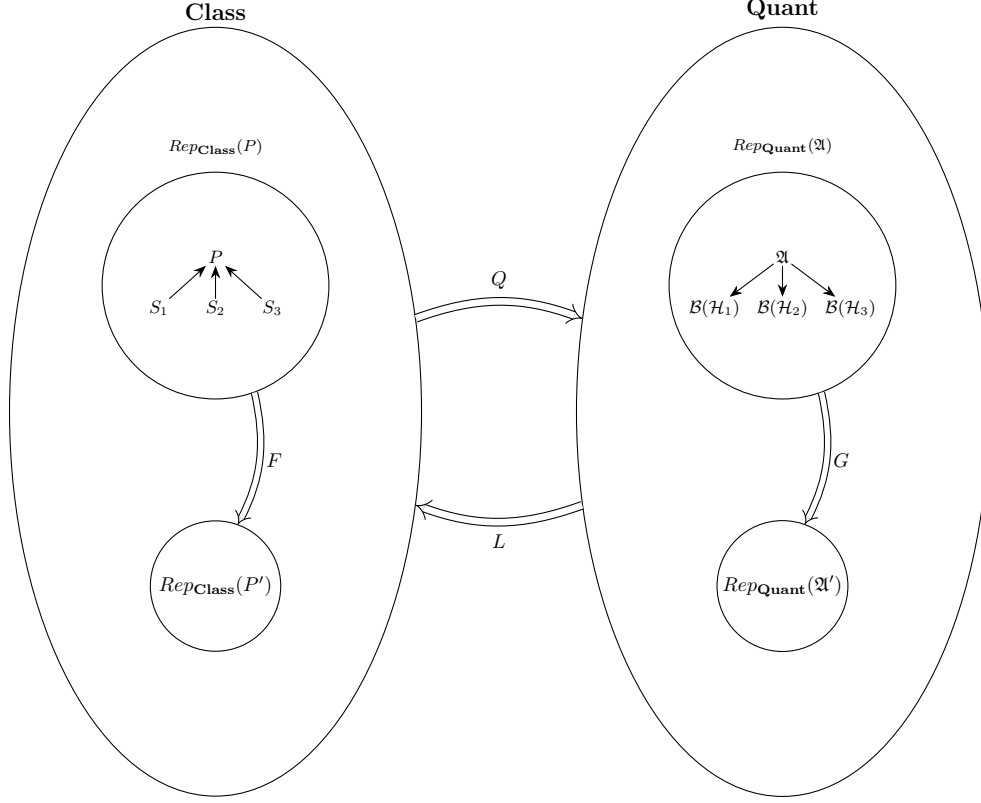 Class
Quant
Rep_Class(P)
Rep_Quant(𝔄)
P
𝔄
S₁ S₂ S₃
ℬ(ℋ₁) ℬ(ℋ₂) ℬ(ℋ₃)
Q
F
G
L
Rep_Class(P′)
Rep_Quant(𝔄′)